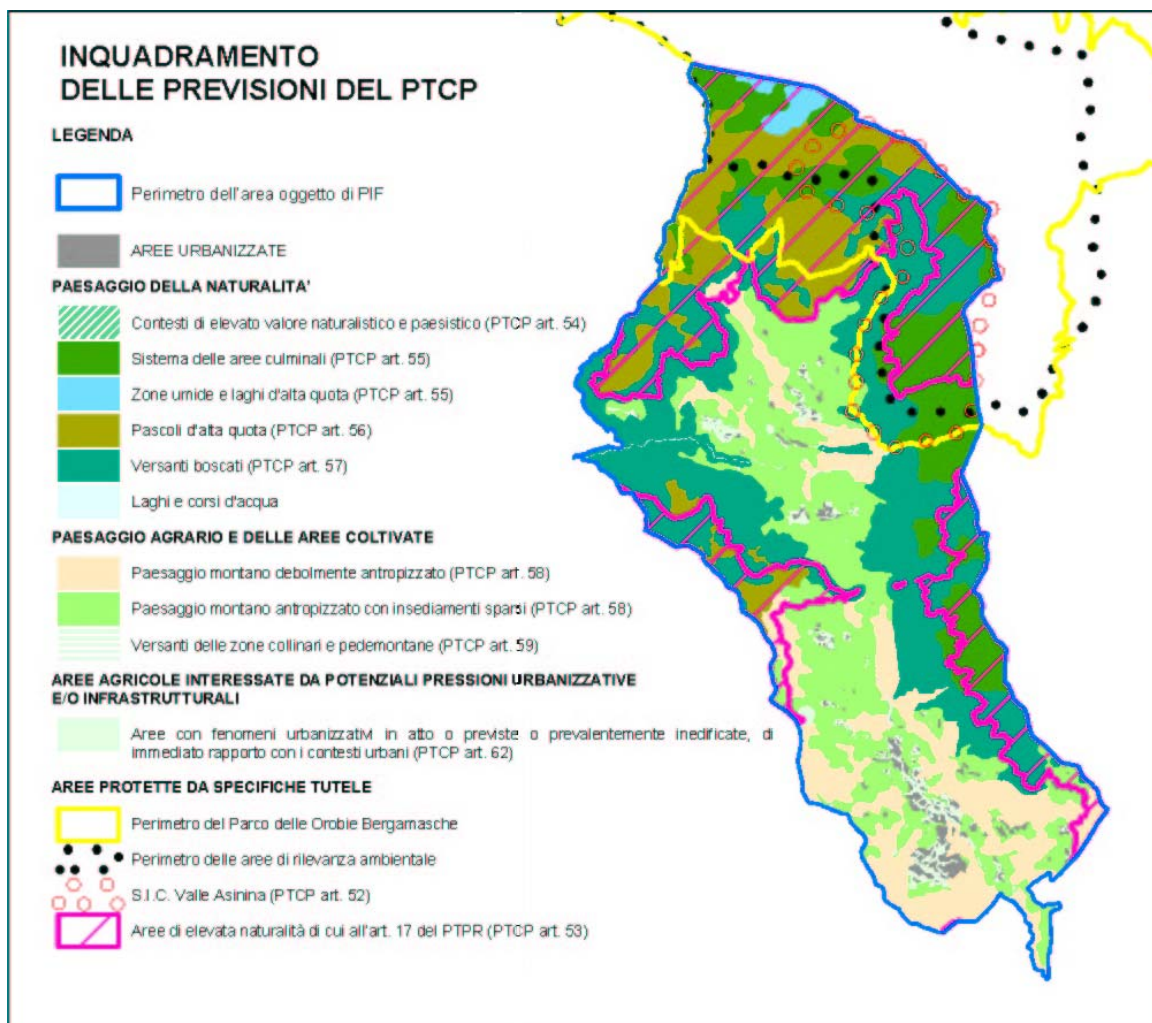 INQUADRAMENTO
DELLE PREVISIONI DEL PTCP
LEGENDA
Perimetro dell'area oggetto di PIF
AREE URBANIZZATE
PAESAGGIO DELLA NATURALITA'
Contesti di elevato valore naturalistico e paesistico (PTCP art. 54)
Sistema delle aree culminali (PTCP art. 55)
Zone umide e laghi d'alta quota (PTCP art. 55)
Pascoli d'alta quota (PTCP art. 56)
Versanti boscati (PTCP art. 57)
Laghi e corsi d'acqua
PAESAGGIO AGRARIO E DELLE AREE COLTIVATE
Paesaggio montano debolmente antropizzato (PTCP art. 58)
Paesaggio montano antropizzato con insediamenti sparsi (PTCP art. 58)
Versanti delle zone collinari e pedemontane (PTCP art. 59)
AREE AGRICOLE INTERESSATE DA POTENZIALI PRESSIONI URBANIZZATIVE
E/O INFRASTRUTTURALI
Aree con fenomeni urbanizzativi in atto o previste o prevalentemente inedificate, di
immediato rapporto con i contesti urbani (PTCP art. 62)
AREE PROTETTE DA SPECIFICHE TUTELE
Perimetro del Parco delle Orobie Bergamasche
Perimetro delle aree di rilevanza ambientale
S.I.C. Valle Asinina (PTCP art. 52)
Aree di elevata naturalità di cui all'art. 17 del PTPR (PTCP art. 53)